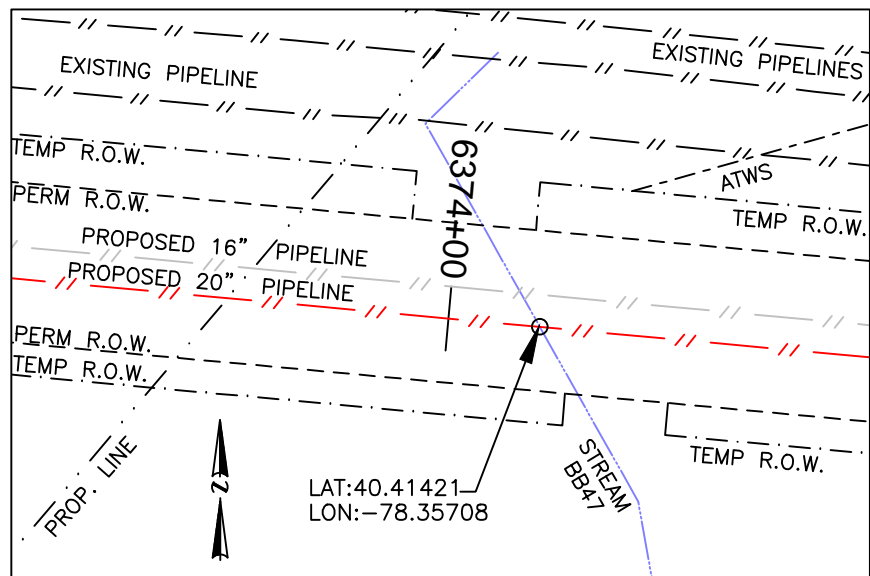 EXISTING PIPELINE
EXISTING PIPELINES
TEMP R.O.W.
ATWS
PERM R.O.W.
TEMP R.O.W.
6374+00
PROPOSED 16" PIPELINE
PROPOSED 20" PIPELINE
PERM R.O.W.
TEMP R.O.W.
PROP. LINE
N
LAT:40.41421
LON:-78.35708
STREAM
BB47
TEMP R.O.W.